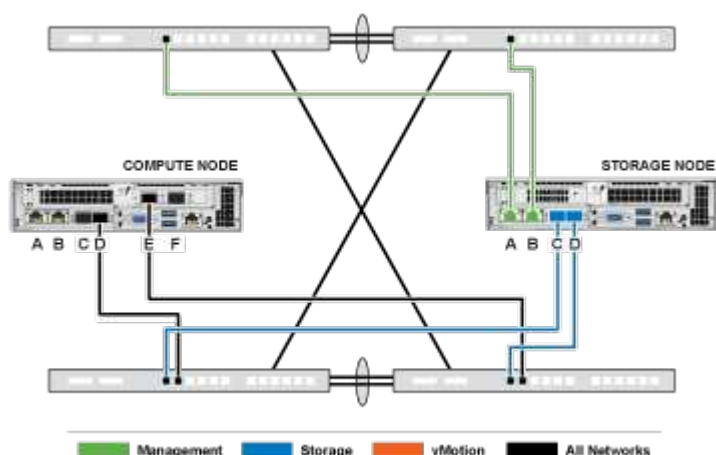 COMPUTE NODE
STORAGE NODE
A B C D E F
A B C D
Management Storage vMotion All Networks